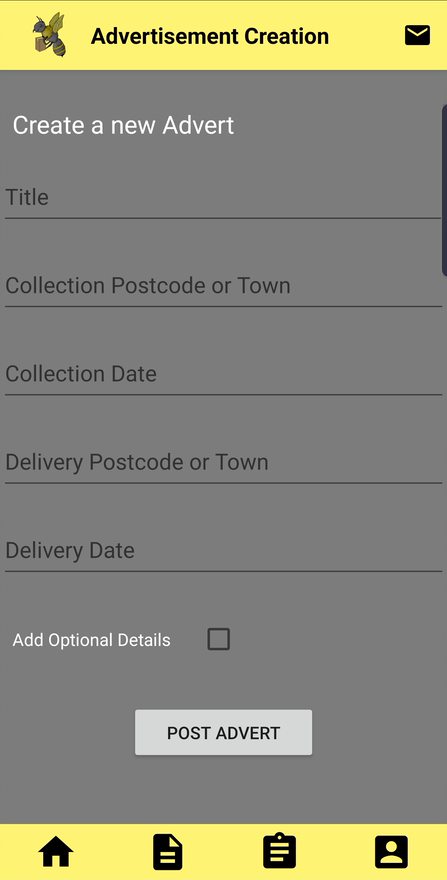 Advertisement Creation
Create a new Advert
Title
Collection Postcode or Town
Collection Date
Delivery Postcode or Town
Delivery Date
Add Optional Details
POST ADVERT